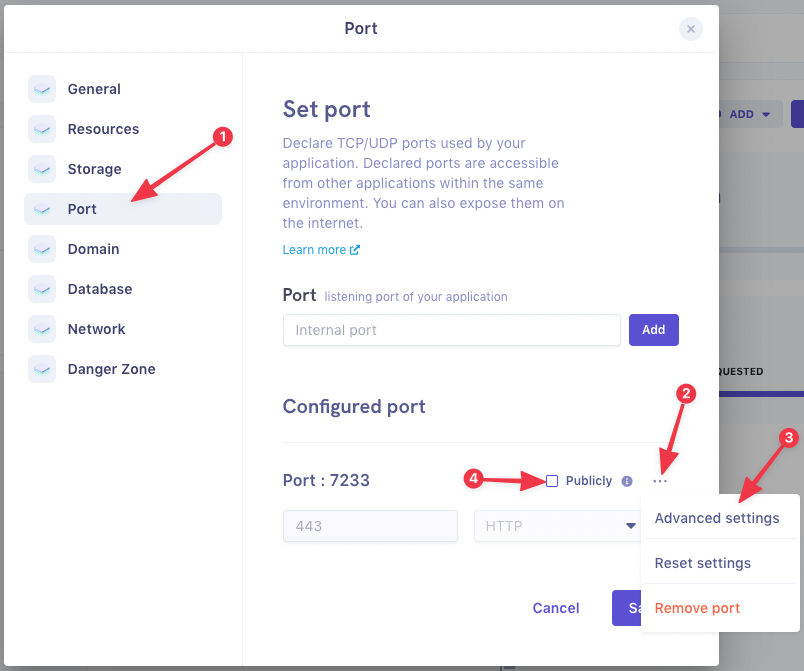 Port
General
Resources
Storage
Port
Domain
Database
Network
Danger Zone
1
Set port
Declare TCP/UDP ports used by your
application. Declared ports are accessible
from other applications within the same
environment. You can also expose them on
the internet.
Learn more
Port listening port of your application
Internal port
Add
Configured port
Port : 7233
4
Publicly
2
3
443
HTTP
Advanced settings
Reset settings
Remove port
Cancel
ADD